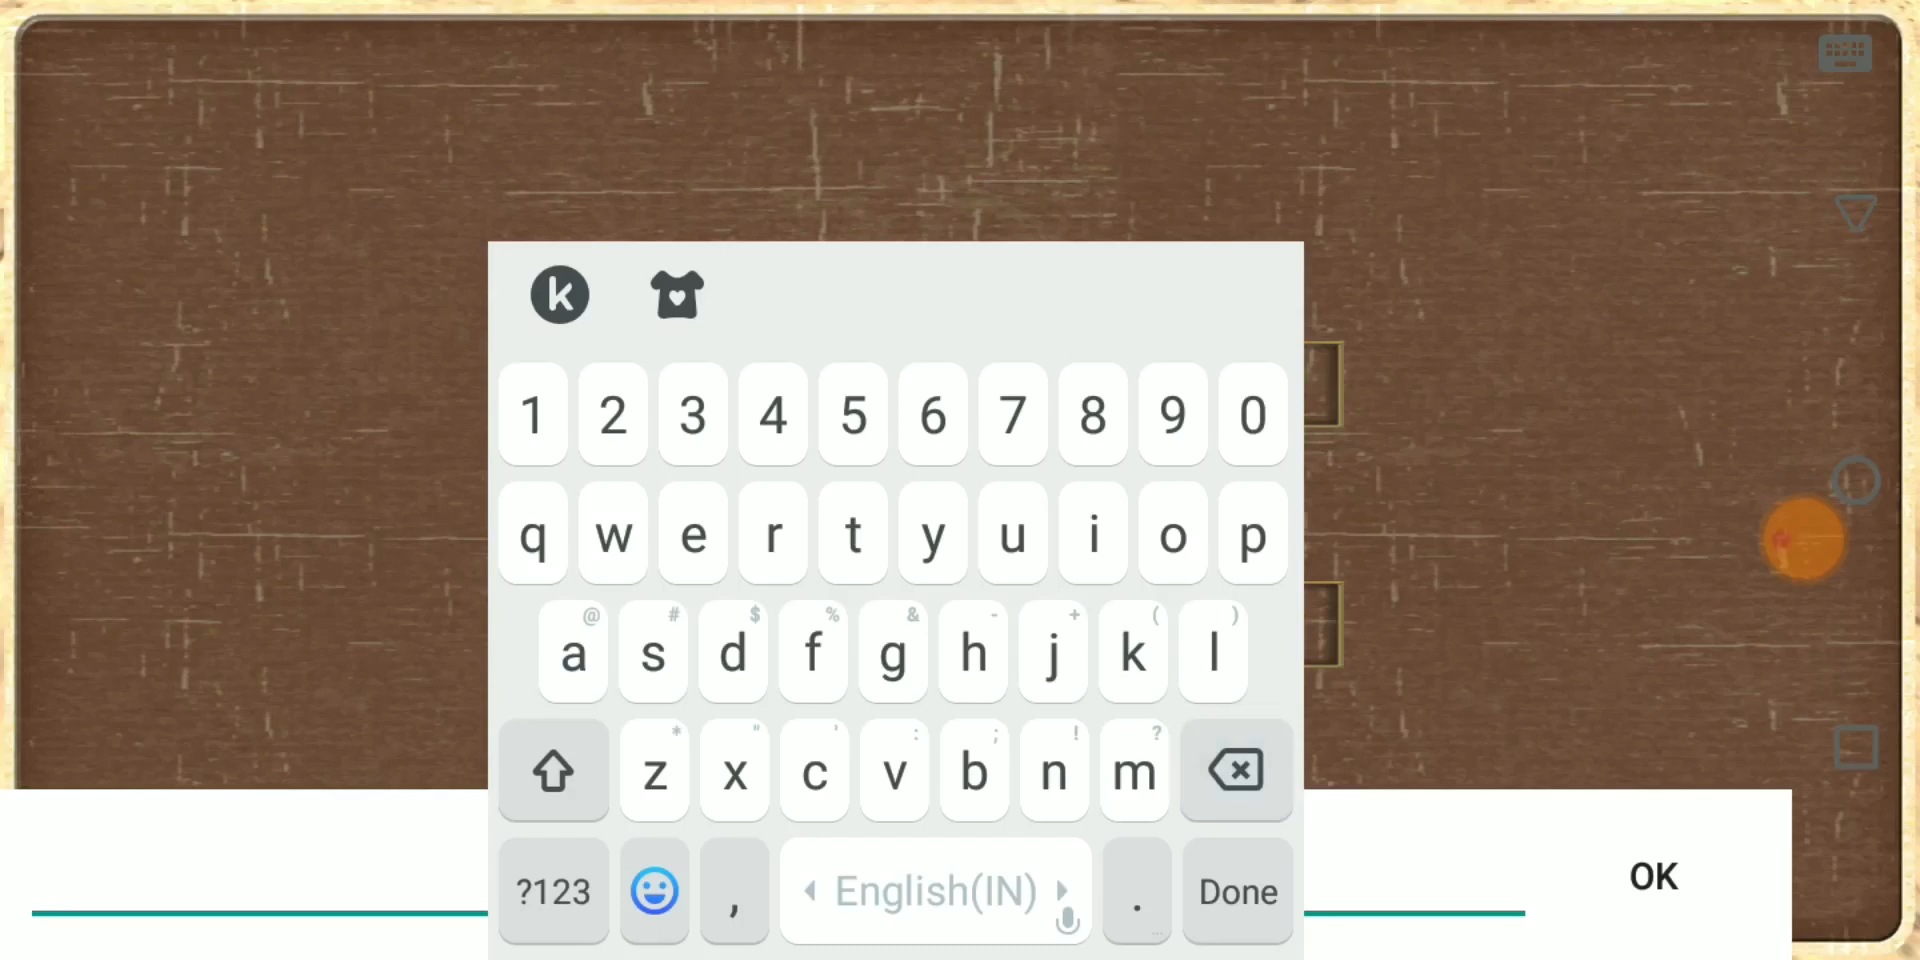 k
1 2 3 4 5 6 7 8 9 0
q w e r t y u i o p
@ # $ % & - + ( )
a s d f g h j k l
* " ' : ; ! ?
z x c v b n m
?123 , English(IN) . Done
OK